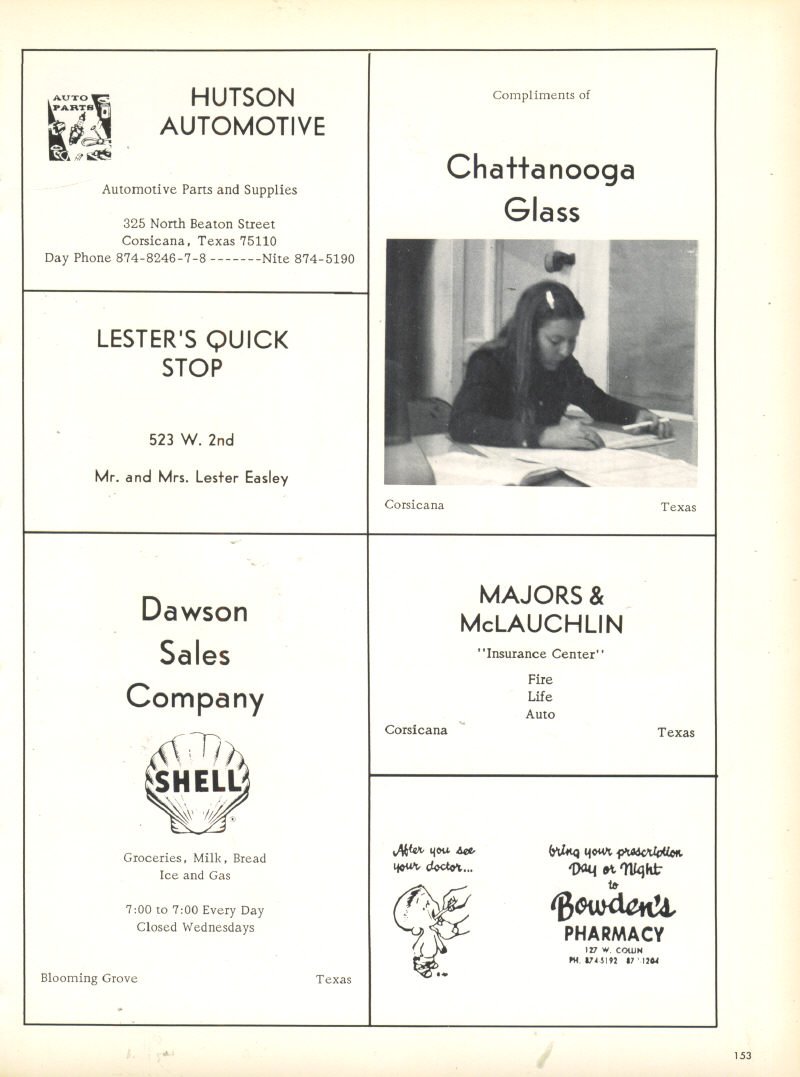 AUTO
PARTS
HUTSON
AUTOMOTIVE
Automotive Parts and Supplies
325 North Beaton Street
Corsicana, Texas 75110
Day Phone 874-8246-7-8 -------Nite 874-5190
LESTER'S QUICK
STOP
523 W. 2nd
Mr. and Mrs. Lester Easley
Dawson
Sales
Company
SHELL
®
Groceries, Milk, Bread
Ice and Gas
7:00 to 7:00 Every Day
Closed Wednesdays
Blooming Grove Texas
Compliments of
Chattanooga
Glass
Corsicana Texas
MAJORS &
McLAUCHLIN
"Insurance Center"
Fire
Life
Auto
Corsicana Texas
After you see
your doctor...
bring your prescription
Day or Night
to
Bowden's
PHARMACY
127 W. COLLIN
PH. 874-5192
153